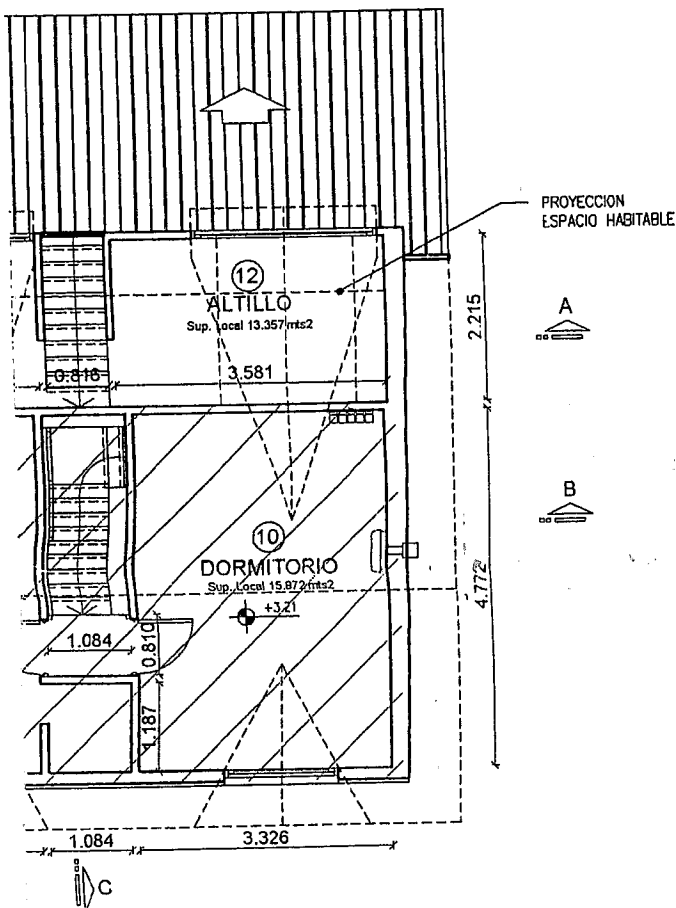 PROYECCION
ESPACIO HABITABLE
12
ALTILLO
Sup. Local 13.357 mts2
2.215
A
0.816
3.581
B
10
DORMITORIO
Sup. Local 15.872 mts2
+3.21
4.772
1.084
0.810
1.187
1.084
3.326
C